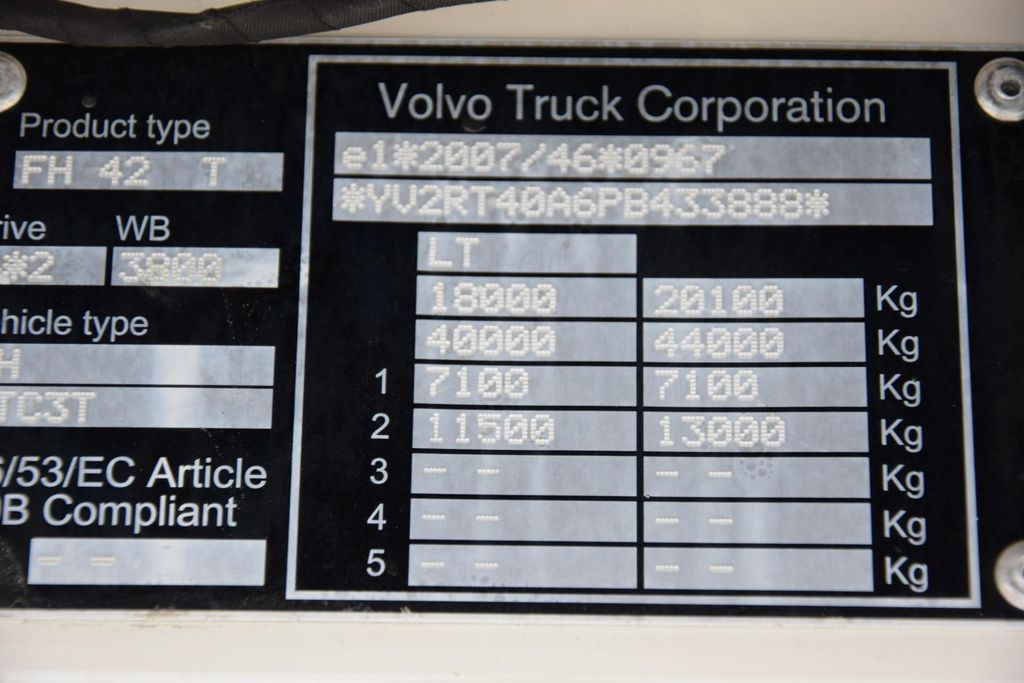 Product type
FH 42 T
rive WB
*2 3800
hicle type
H
TC3T
6/53/EC Article
0B Compliant
-- --
Volvo Truck Corporation
e1*2007/46*0967
*YV2RT40A6PB433888*
LT
18000 20100 Kg
40000 44000 Kg
1 7100 7100 Kg
2 11500 13000 Kg
3 -- -- -- -- Kg
4 -- -- -- -- Kg
5 -- -- -- -- Kg